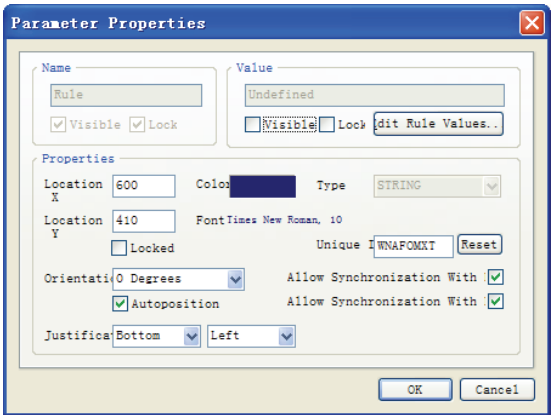 Parameter Properties
Name
Value
Rule
Undefined
Visible Lock
Visible Lock
dit Rule Values..
Properties
Location X
600
Color
Type
STRING
Location Y
410
Font Times New Roman, 10
Locked
Unique I
WNAFOMXT
Reset
Orientati 0 Degrees
Allow Synchronization With
Autoposition
Allow Synchronization With
Justifica Bottom
Left
OK
Cancel